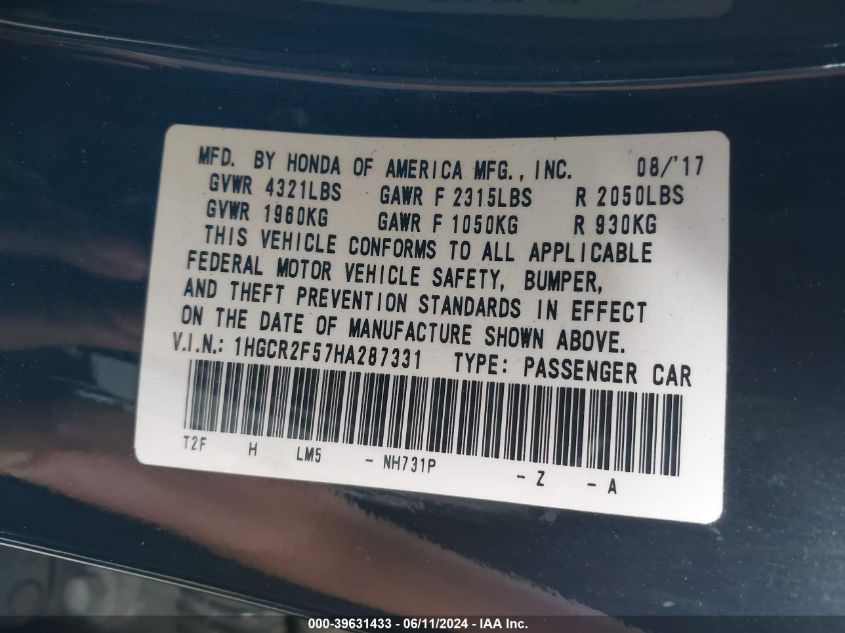 MFD. BY HONDA OF AMERICA MFG., INC. 08/'17
GVWR 4321LBS GAWR F 2315LBS R 2050LBS
GVWR 1960KG GAWR F 1050KG R 930KG
THIS VEHICLE CONFORMS TO ALL APPLICABLE
FEDERAL MOTOR VEHICLE SAFETY, BUMPER,
AND THEFT PREVENTION STANDARDS IN EFFECT
ON THE DATE OF MANUFACTURE SHOWN ABOVE.
V.I.N.: 1HGCR2F57HA287331 TYPE: PASSENGER CAR
T2F H LM5 - NH731P - Z - A
000-39631433 - 06/11/2024 - IAA Inc.